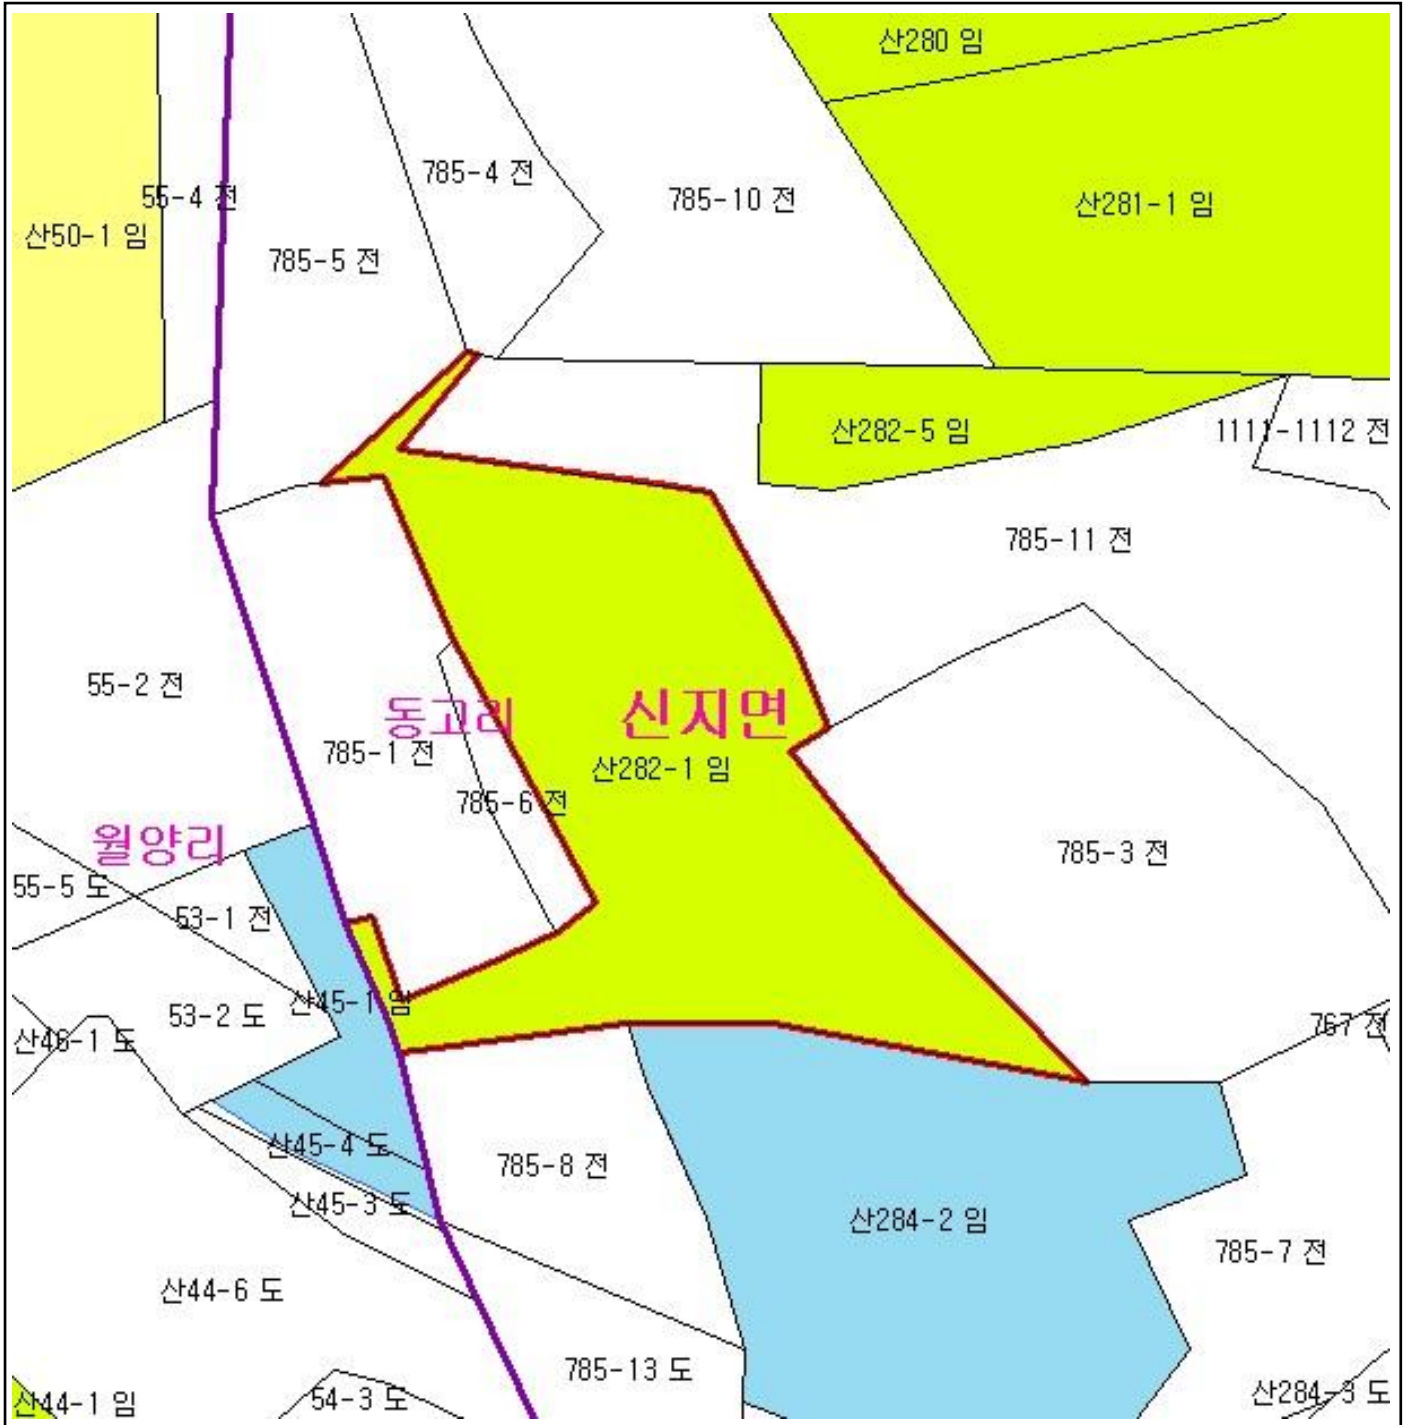 산280 임
785-4 전
55-4 전
785-10 전
산281-1 임
산50-1 임
785-5 전
산282-5 임
1111-1112 전
785-11 전
55-2 전
동고리
신지면
785-1 전
산282-1 임
785-6 전
월양리
785-3 전
55-5 도
53-1 전
산45-1 임
53-2 도
767 전
산46-1 도
산45-4 도
785-8 전
산45-3 도
산284-2 임
785-7 전
산44-6 도
785-13 도
산44-1 임
54-3 도
산284-3 도